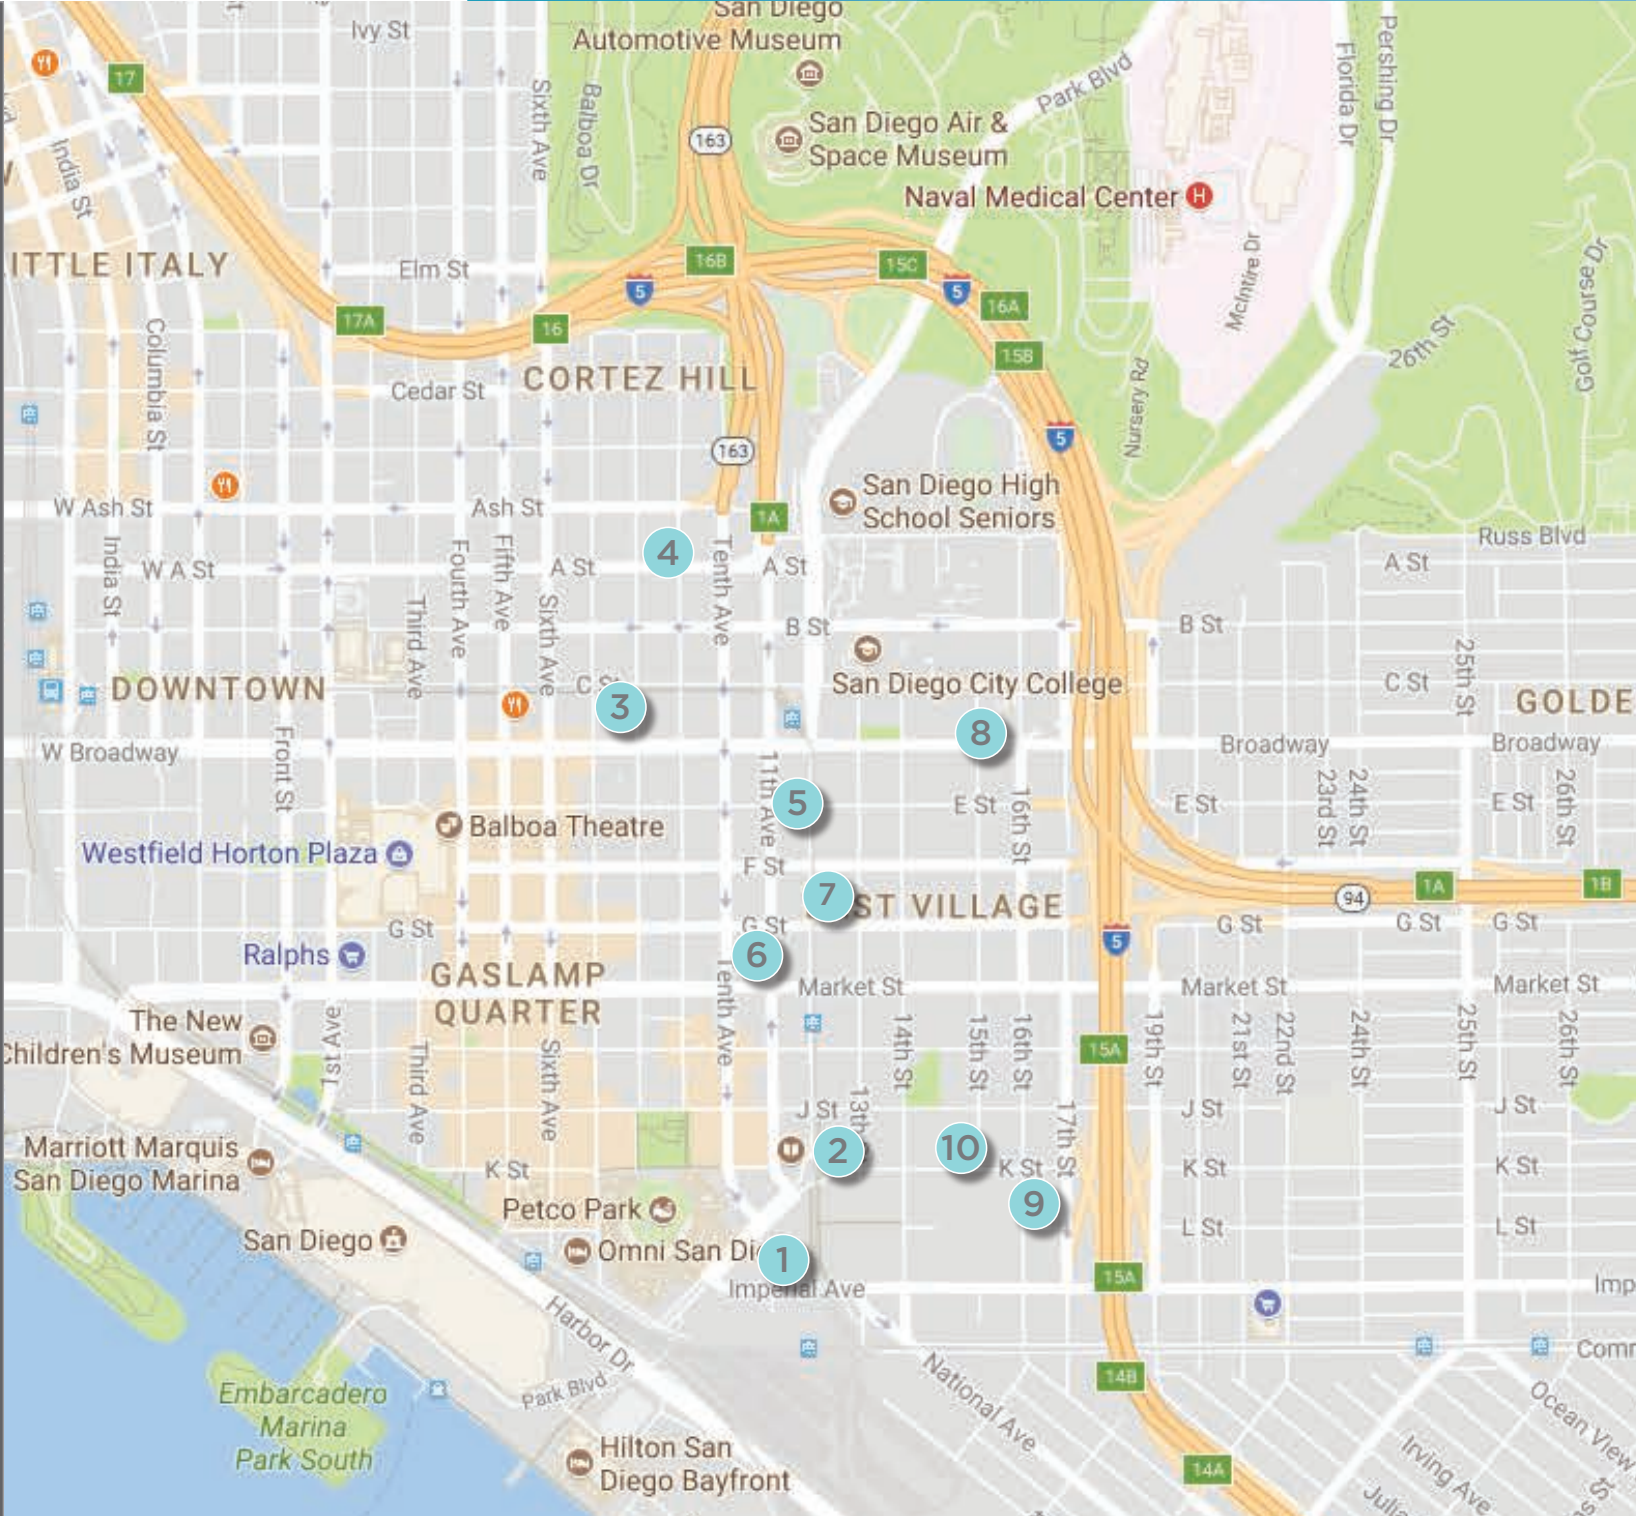 San Diego
Automotive Museum
Ivy St
17
Park Blvd
Florida Dr
Pershing Dr
Sixth Ave
Balboa Dr
163
San Diego Air &
Space Museum
India St
Naval Medical Center
H
McIntire Dr
Golf Course Dr
ITTLE ITALY
Elm St
16B
15C
5
5
16A
17A
16
15B
26th St
Columbia St
CORTEZ HILL
Cedar St
Nursery Rd
5
163
San Diego High
School Seniors
W Ash St
Ash St
1A
Russ Blvd
4
India St
W A St
Fourth Ave
Fifth Ave
A St
Tenth Ave
A St
A St
Third Ave
Sixth Ave
B St
B St
25th St
San Diego City College
C St
DOWNTOWN
C St
3
GOLDE
8
Front St
W Broadway
Broadway
Broadway
11th Ave
5
E St
16th St
E St
23rd St
24th St
E St
26th St
Balboa Theatre
Westfield Horton Plaza
F St
7
ST VILLAGE
94
1A
1B
G St
G St
G St
G St
G St
5
Ralphs
6
GASLAMP
QUARTER
Tenth Ave
Market St
Market St
Market St
The New
Children's Museum
1st Ave
Third Ave
Sixth Ave
14th St
15th St
16th St
15A
19th St
21st St
22nd St
24th St
25th St
26th St
J St
13th
17th St
J St
J St
Marriott Marquis
San Diego Marina
2
10
K St
K St
K St
K St
9
Petco Park
San Diego
Omni San Di
1
L St
L St
Imperial Ave
15A
Imp
Harbor Dr
Park Blvd
National Ave
14B
Comr
Ocean View
Embarcadero
Marina
Park South
Hilton San
Diego Bayfront
14A
Irving Ave